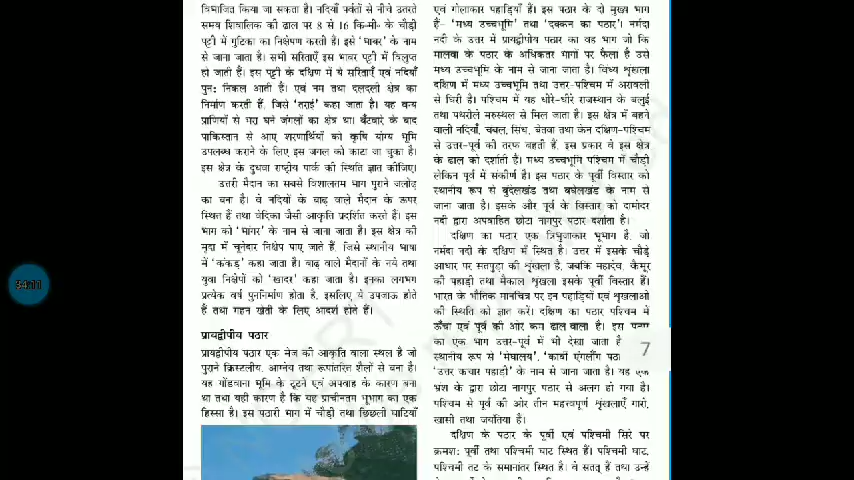 विभाजित किया जा सकता है। नदियाँ पर्वतों से नीचे उतरते
समय शिवालिक की ढाल पर 8 से 16 कि॰मी॰ के चौड़ी
पट्टी में गुटिका का निक्षेपण करती हैं। इसे 'भाबर' के नाम
से जाना जाता है। सभी सरिताएँ इस भाबर पट्टी में विलुप्त
हो जाती हैं। इस पट्टी के दक्षिण में ये सरिताएँ एवं नदियाँ
पुनः निकल आती हैं। एवं नम तथा दलदली क्षेत्र का
निर्माण करती हैं, जिसे 'तराई' कहा जाता है। यह वन्य
प्राणियों से भरा घने जंगलों का क्षेत्र था। बँटवारे के बाद
पाकिस्तान से आए शरणार्थियों को कृषि योग्य भूमि
उपलब्ध कराने के लिए इस जंगल को काटा जा चुका है।
इस क्षेत्र के दुधवा राष्ट्रीय पार्क की स्थिति ज्ञात कीजिए।
उत्तरी मैदान का सबसे विशालतम भाग पुराने जलोढ़
का बना है। वे नदियों के बाढ़ वाले मैदान के ऊपर
स्थित हैं तथा वेदिका जैसी आकृति प्रदर्शित करते हैं। इस
भाग को 'भांगर' के नाम से जाना जाता है। इस क्षेत्र की
मृदा में चूनेदार निक्षेप पाए जाते हैं, जिसे स्थानीय भाषा
में 'कंकड़' कहा जाता है। बाढ़ वाले मैदानों के नये तथा
युवा निक्षेपों को 'खादर' कहा जाता है। इनका लगभग
प्रत्येक वर्ष पुननिर्माण होता है, इसलिए ये उपजाऊ होते
हैं तथा गहन खेती के लिए आदर्श होते हैं।
प्रायद्वीपीय पठार
प्रायद्वीपीय पठार एक मेज की आकृति वाला स्थल है जो
पुराने क्रिस्टलीय, आग्नेय तथा रूपांतरित शैलों से बना है।
यह गोंडवाना भूमि के टूटने एवं अपवाह के कारण बना
था तथा यही कारण है कि यह प्राचीनतम भूभाग का एक
हिस्सा है। इस पठारी भाग में चौड़ी तथा छिछली घाटियाँ
एवं गोलाकार पहाड़ियाँ हैं। इस पठार के दो मुख्य भाग
हैं– 'मध्य उच्चभूमि' तथा 'दक्कन का पठार'। नर्मदा
नदी के उत्तर में प्रायद्वीपीय पठार का वह भाग जो कि
मालवा के पठार के अधिकतर भागों पर फैला है उसे
मध्य उच्चभूमि के नाम से जाना जाता है। विंध्य शृंखला
दक्षिण में मध्य उच्चभूमि तथा उत्तर-पश्चिम में अरावली
से घिरी है। पश्चिम में यह धीरे-धीरे राजस्थान के बलुई
तथा पथरीले मरुस्थल से मिल जाता है। इस क्षेत्र में बहने
वाली नदियाँ, चंबल, सिंध, बेतवा तथा केन दक्षिण-पश्चिम
से उत्तर-पूर्व की तरफ बहती हैं, इस प्रकार वे इस क्षेत्र
के ढाल को दर्शाती हैं। मध्य उच्चभूमि पश्चिम में चौड़ी
लेकिन पूर्व में संकीर्ण है। इस पठार के पूर्वी विस्तार को
स्थानीय रूप से बुंदेलखंड तथा बघेलखंड के नाम से
जाना जाता है। इसके और पूर्व के विस्तार को दामोदर
नदी द्वारा अपवाहित छोटा नागपुर पठार दर्शाता है।
दक्षिण का पठार एक त्रिभुजाकार भूभाग है, जो
नर्मदा नदी के दक्षिण में स्थित है। उत्तर में इसके चौड़े
आधार पर सतपुड़ा की शृंखला है, जबकि महादेव, कैमूर
की पहाड़ी तथा मैकाल शृंखला इसके पूर्वी विस्तार हैं।
भारत के भौतिक मानचित्र पर इन पहाड़ियों एवं शृंखलाओं
की स्थिति को ज्ञात करें। दक्षिण का पठार पश्चिम में
ऊँचा एवं पूर्व की ओर कम ढाल वाला है। इस पठार
का एक भाग उत्तर-पूर्व में भी देखा जाता है
स्थानीय रूप से 'मेघालय', 'कार्बी एंगलौंग पठा
'उत्तर कचार पहाड़ी' के नाम से जाना जाता है। यह एक
भ्रंश के द्वारा छोटा नागपुर पठार से अलग हो गया है।
पश्चिम से पूर्व की ओर तीन महत्त्वपूर्ण शृंखलाएँ गारो,
खासी तथा जयंतिया हैं।
दक्षिण के पठार के पूर्वी एवं पश्चिमी सिरे पर
क्रमशः पूर्वी तथा पश्चिमी घाट स्थित हैं। पश्चिमी घाट,
पश्चिमी तट के समानांतर स्थित है। वे सतत् हैं तथा उन्हें
7